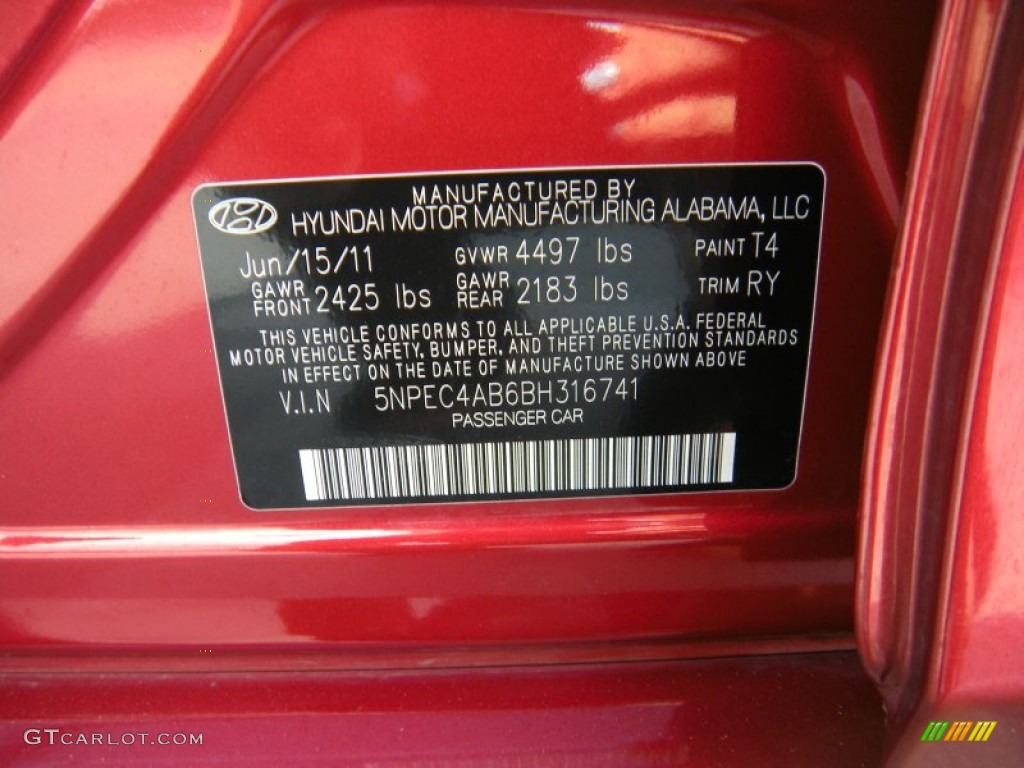 MANUFACTURED BY
HYUNDAI MOTOR MANUFACTURING ALABAMA, LLC
Jun/15/11 GVWR 4497 lbs PAINT T4
GAWR FRONT 2425 lbs GAWR REAR 2183 lbs TRIM RY
THIS VEHICLE CONFORMS TO ALL APPLICABLE U.S.A. FEDERAL
MOTOR VEHICLE SAFETY, BUMPER, AND THEFT PREVENTION STANDARDS
IN EFFECT ON THE DATE OF MANUFACTURE SHOWN ABOVE
V.I.N 5NPEC4AB6BH316741
PASSENGER CAR
GTCARLOT.COM